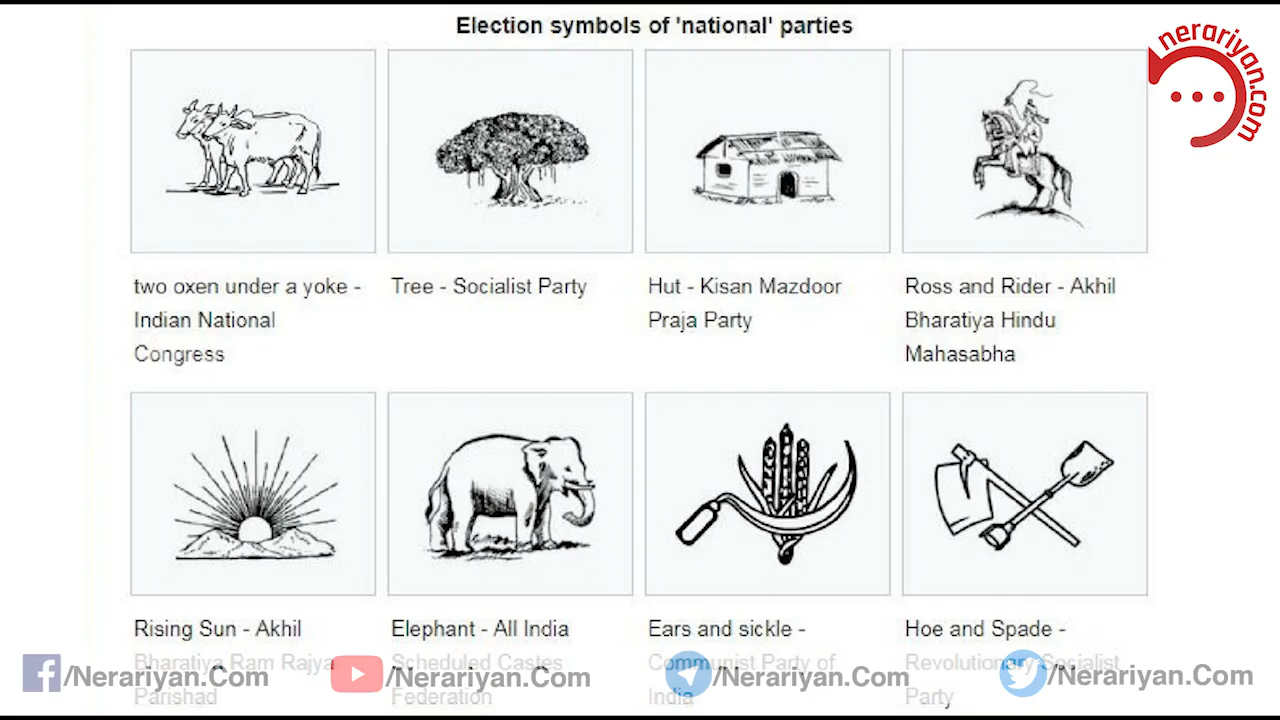 Election symbols of 'national' parties
nerariyan.com
two oxen under a yoke -
Indian National
Congress
Tree - Socialist Party
Hut - Kisan Mazdoor
Praja Party
Ross and Rider - Akhil
Bharatiya Hindu
Mahasabha
Rising Sun - Akhil
Bharatiya Ram Rajya
Parishad
Elephant - All India
Scheduled Castes
Federation
Ears and sickle -
Communist Party of
India
Hoe and Spade -
Revolutionary Socialist
Party
/Nerariyan.Com
/Nerariyan.Com
/Nerariyan.Com
/Nerariyan.Com